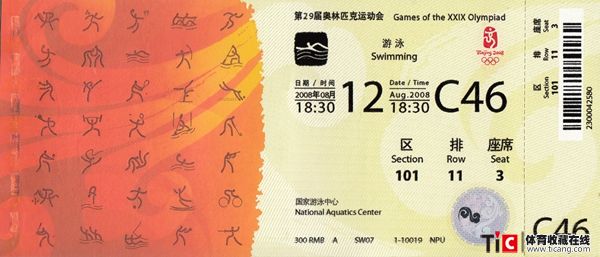 第29届奥林匹克运动会 Games of the XXIX Olympiad
游泳
Swimming
Beijing 2008
日期 / 时间
2008年08月
18:30
12
Date / Time
Aug.2008
18:30
C46
区 排 座席
Section Row Seat
101 11 3
国家游泳中心
National Aquatics Center
300 RMB A SW07 1-10019 NPU
座席 Seat 3
排 Row 11
区 Section 101
2300042580
C46
TiC 体育收藏在线
www.ticang.com